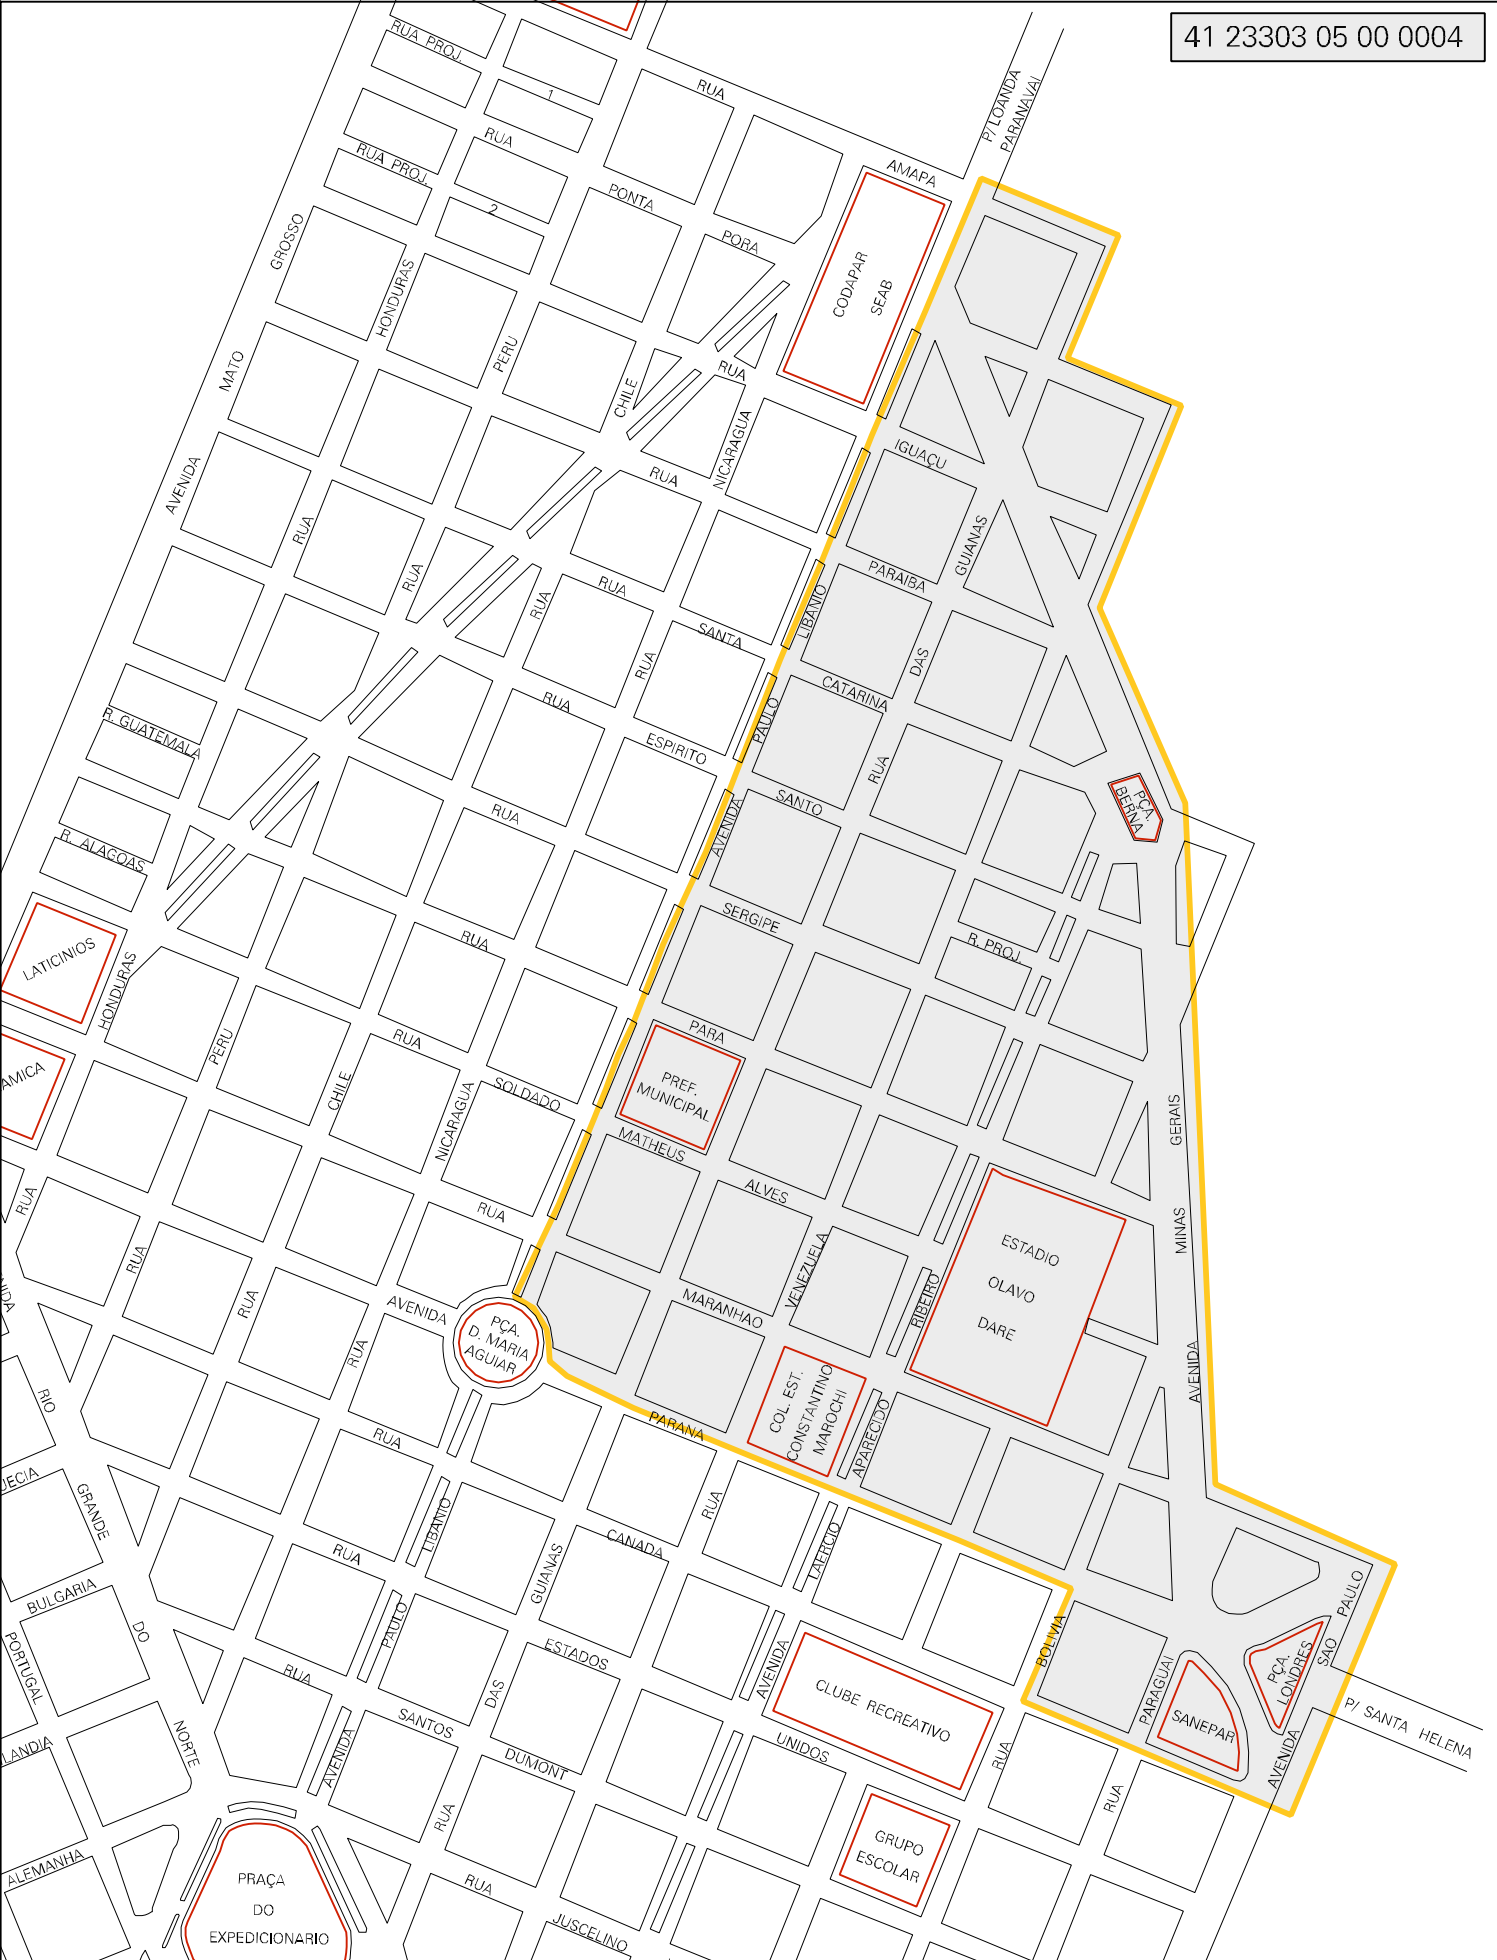 41 23303 05 00 0004
RUA PROJ.
1
RUA
AMAPA
P/ LOANDA
PARANAVAI
RUA PROJ.
2
RUA
PONTA
PORA
GROSSO
MATO
AVENIDA
HONDURAS
RUA
PERU
RUA
CHILE
RUA
NICARAGUA
RUA
CODAPAR
SEAB
RUA
IGUAÇU
RUA
PARAIBA
GUIANAS
DAS
RUA
RUA
SANTA
CATARINA
LIBANIO
PAULO
AVENIDA
RUA
ESPIRITO
SANTO
PÇA.
BERNA
R. GUATEMALA
R. ALAGOAS
RUA
SERGIPE
R. PROJ.
LATICINIOS
HONDURAS
RUA
PERU
RUA
CHILE
RUA
NICARAGUA
RUA
RUA
PARA
PREF.
MUNICIPAL
AMICA
RUA
SOLDADO
MATHEUS
ALVES
GERAIS
MINAS
AVENIDA
RUA
MARANHAO
VENEZUELA
RIBEIRO
APARECIDO
ESTADIO
OLAVO
DARE
AVENIDA
PÇA.
D. MARIA
AGUIAR
PARANA
COL. EST.
CONSTANTINO
MAROCHI
RIO
GRANDE
DO
NORTE
RUA
CANADA
RUA
LAERCIO
AVENIDA
LIBANIO
PAULO
AVENIDA
GUIANAS
DAS
RUA
BULGARIA
PORTUGAL
RUA
ESTADOS
UNIDOS
BOLIVIA
RUA
PARAGUAI
RUA
PAULO
SAO
AVENIDA
PÇA.
LONDRES
SANEPAR
P/ SANTA HELENA
CLUBE RECREATIVO
RUA
SANTOS
DUMONT
LANDIA
ALEMANHA
GRUPO
ESCOLAR
PRAÇA
DO
EXPEDICIONARIO
RUA
JUSCELINO